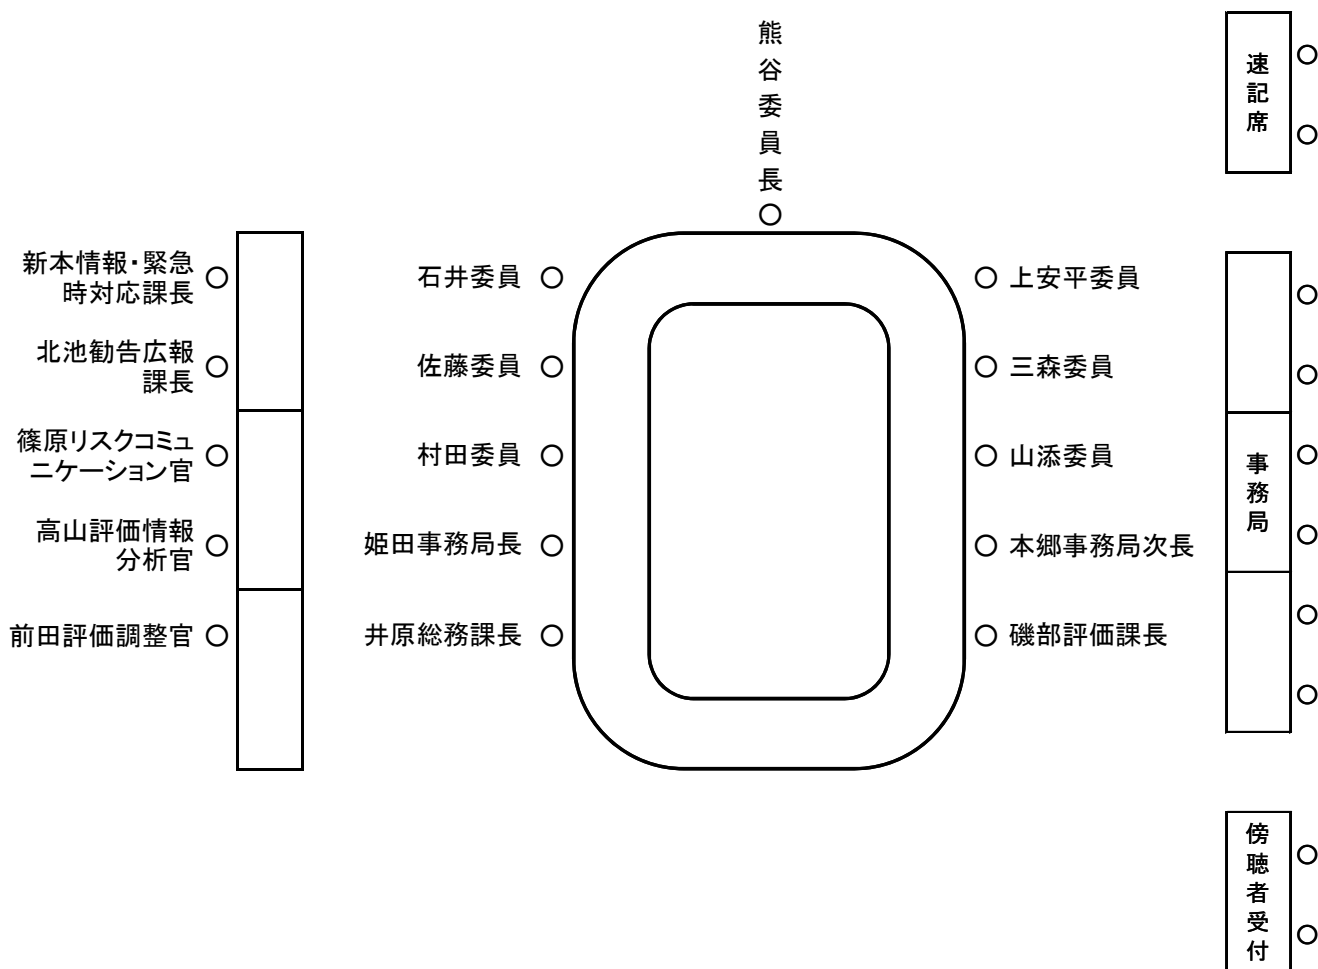 熊谷委員長
速記席
新本情報・緊急
時対応課長
北池勧告広報
課長
篠原リスクコミュ
ニケーション官
高山評価情報
分析官
前田評価調整官
石井委員
佐藤委員
村田委員
姫田事務局長
井原総務課長
上安平委員
三森委員
山添委員
本郷事務局次長
磯部評価課長
事務局
傍聴者受付